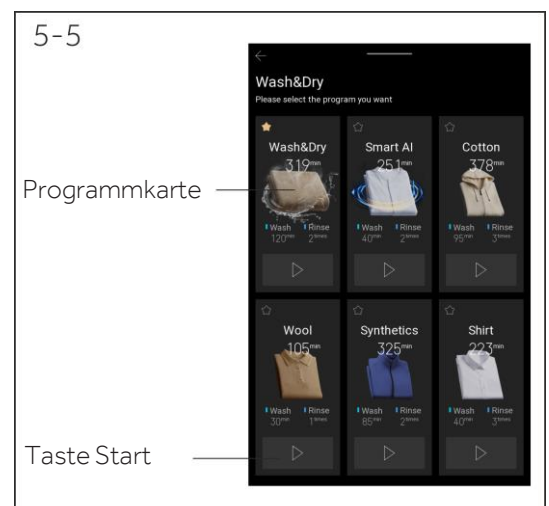 5-5
Wash&Dry
Please select the program you want
Wash&Dry
319min
Wash Rinse
120min 2times
Smart AI
251min
Wash Rinse
40min 2times
Cotton
378min
Wash Rinse
95min 3times
Programmkarte
Wool
105min
Wash Rinse
30min 1times
Synthetics
325min
Wash Rinse
85min 2times
Shirt
223min
Wash Rinse
40min 3times
Taste Start